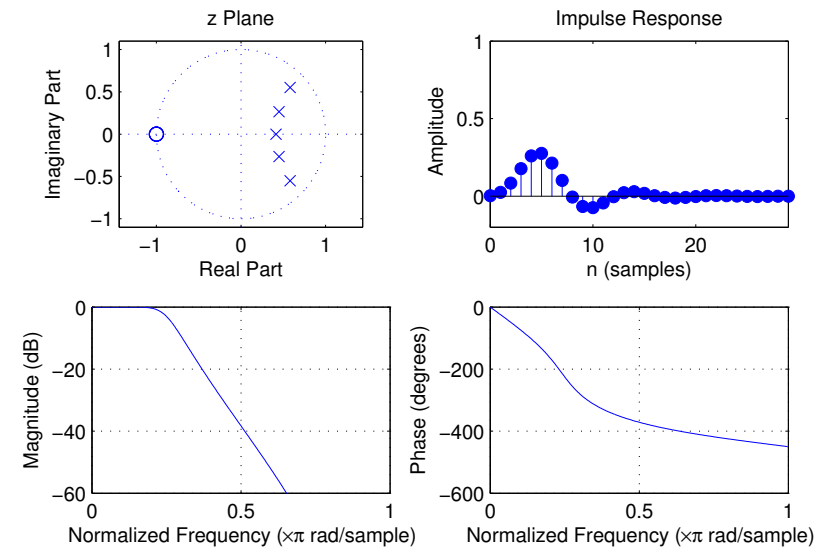 z Plane
1
0.5
0
−0.5
−1
−1 0 1
Imaginary Part
Real Part
Impulse Response
1
0.5
0
0 10 20
Amplitude
n (samples)
0
−20
−40
−60
0 0.5 1
Magnitude (dB)
Normalized Frequency (×π rad/sample)
0
−200
−400
−600
0 0.5 1
Phase (degrees)
Normalized Frequency (×π rad/sample)